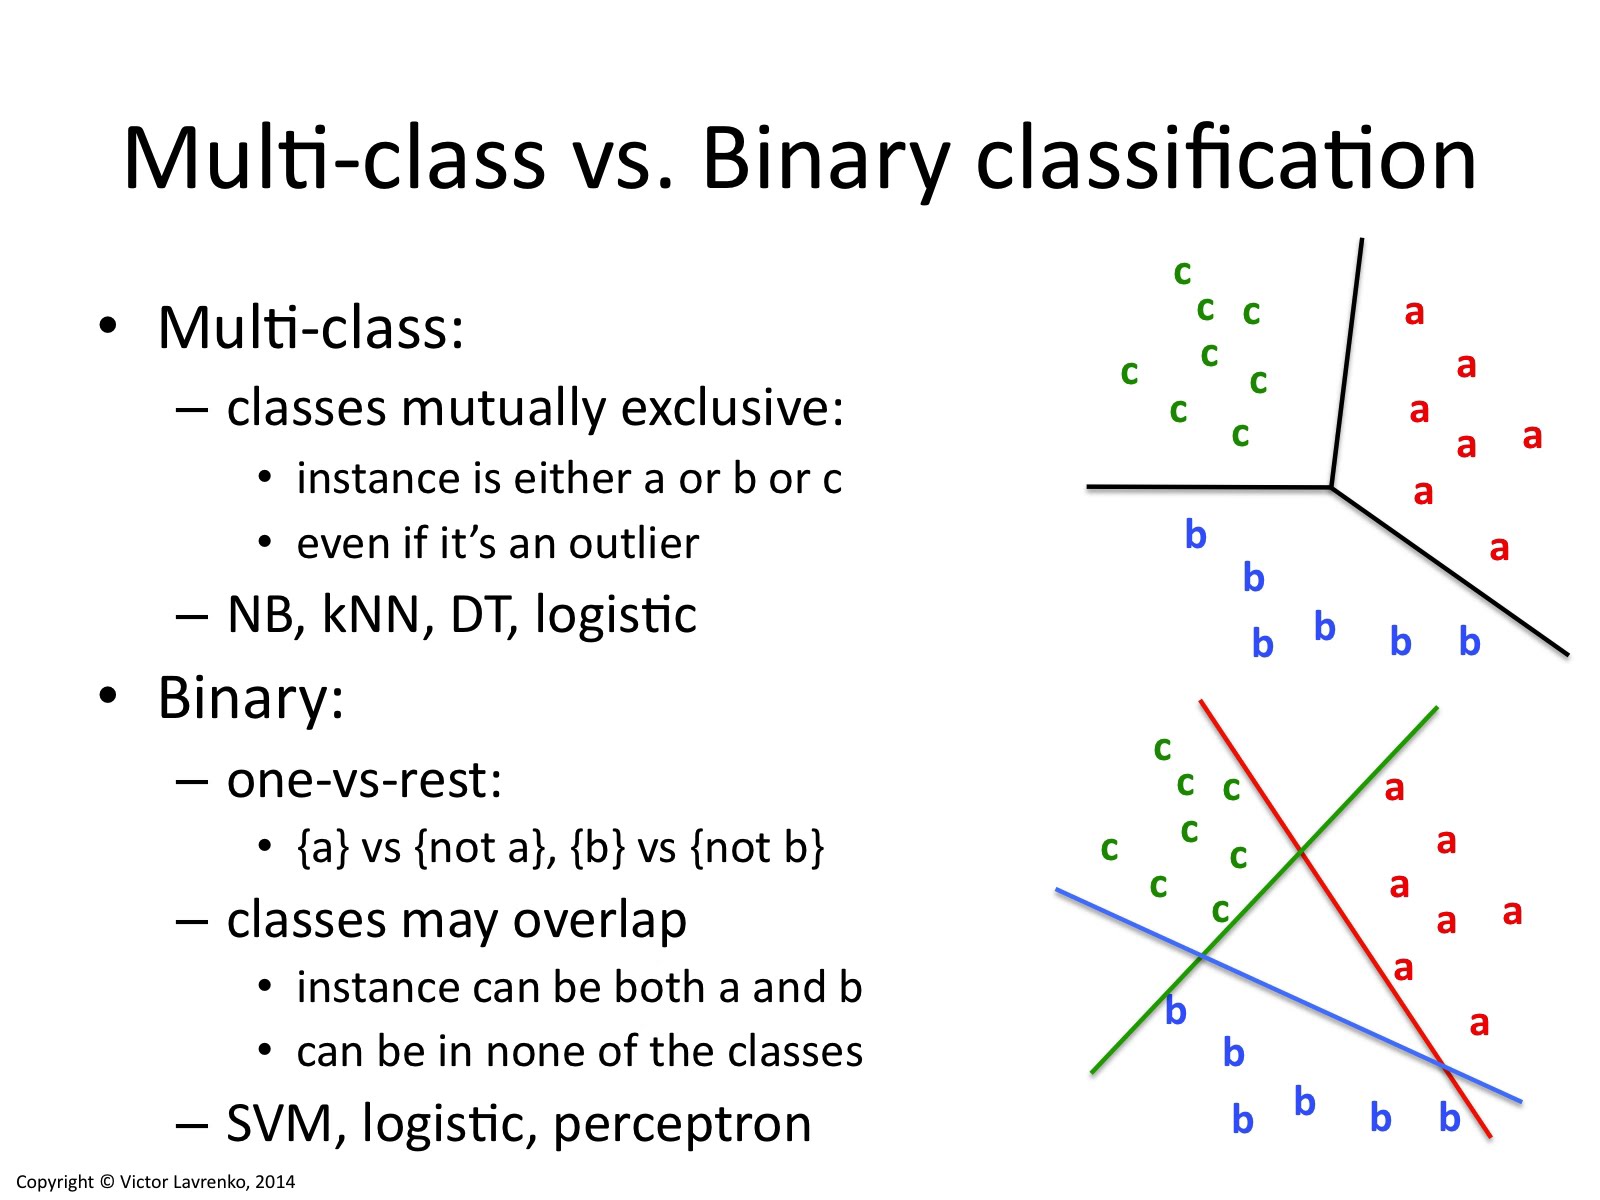 Multi-class vs. Binary classification
• Multi-class:
– classes mutually exclusive:
• instance is either a or b or c
• even if it's an outlier
– NB, kNN, DT, logistic
• Binary:
– one-vs-rest:
• {a} vs {not a}, {b} vs {not b}
– classes may overlap
• instance can be both a and b
• can be in none of the classes
– SVM, logistic, perceptron
c
c c a
c a
c c
c a
c a a
a
b a
b
b b b b
c
c c a
c a
c c
c a
c a a
a
b a
b
b b b b
Copyright © Victor Lavrenko, 2014